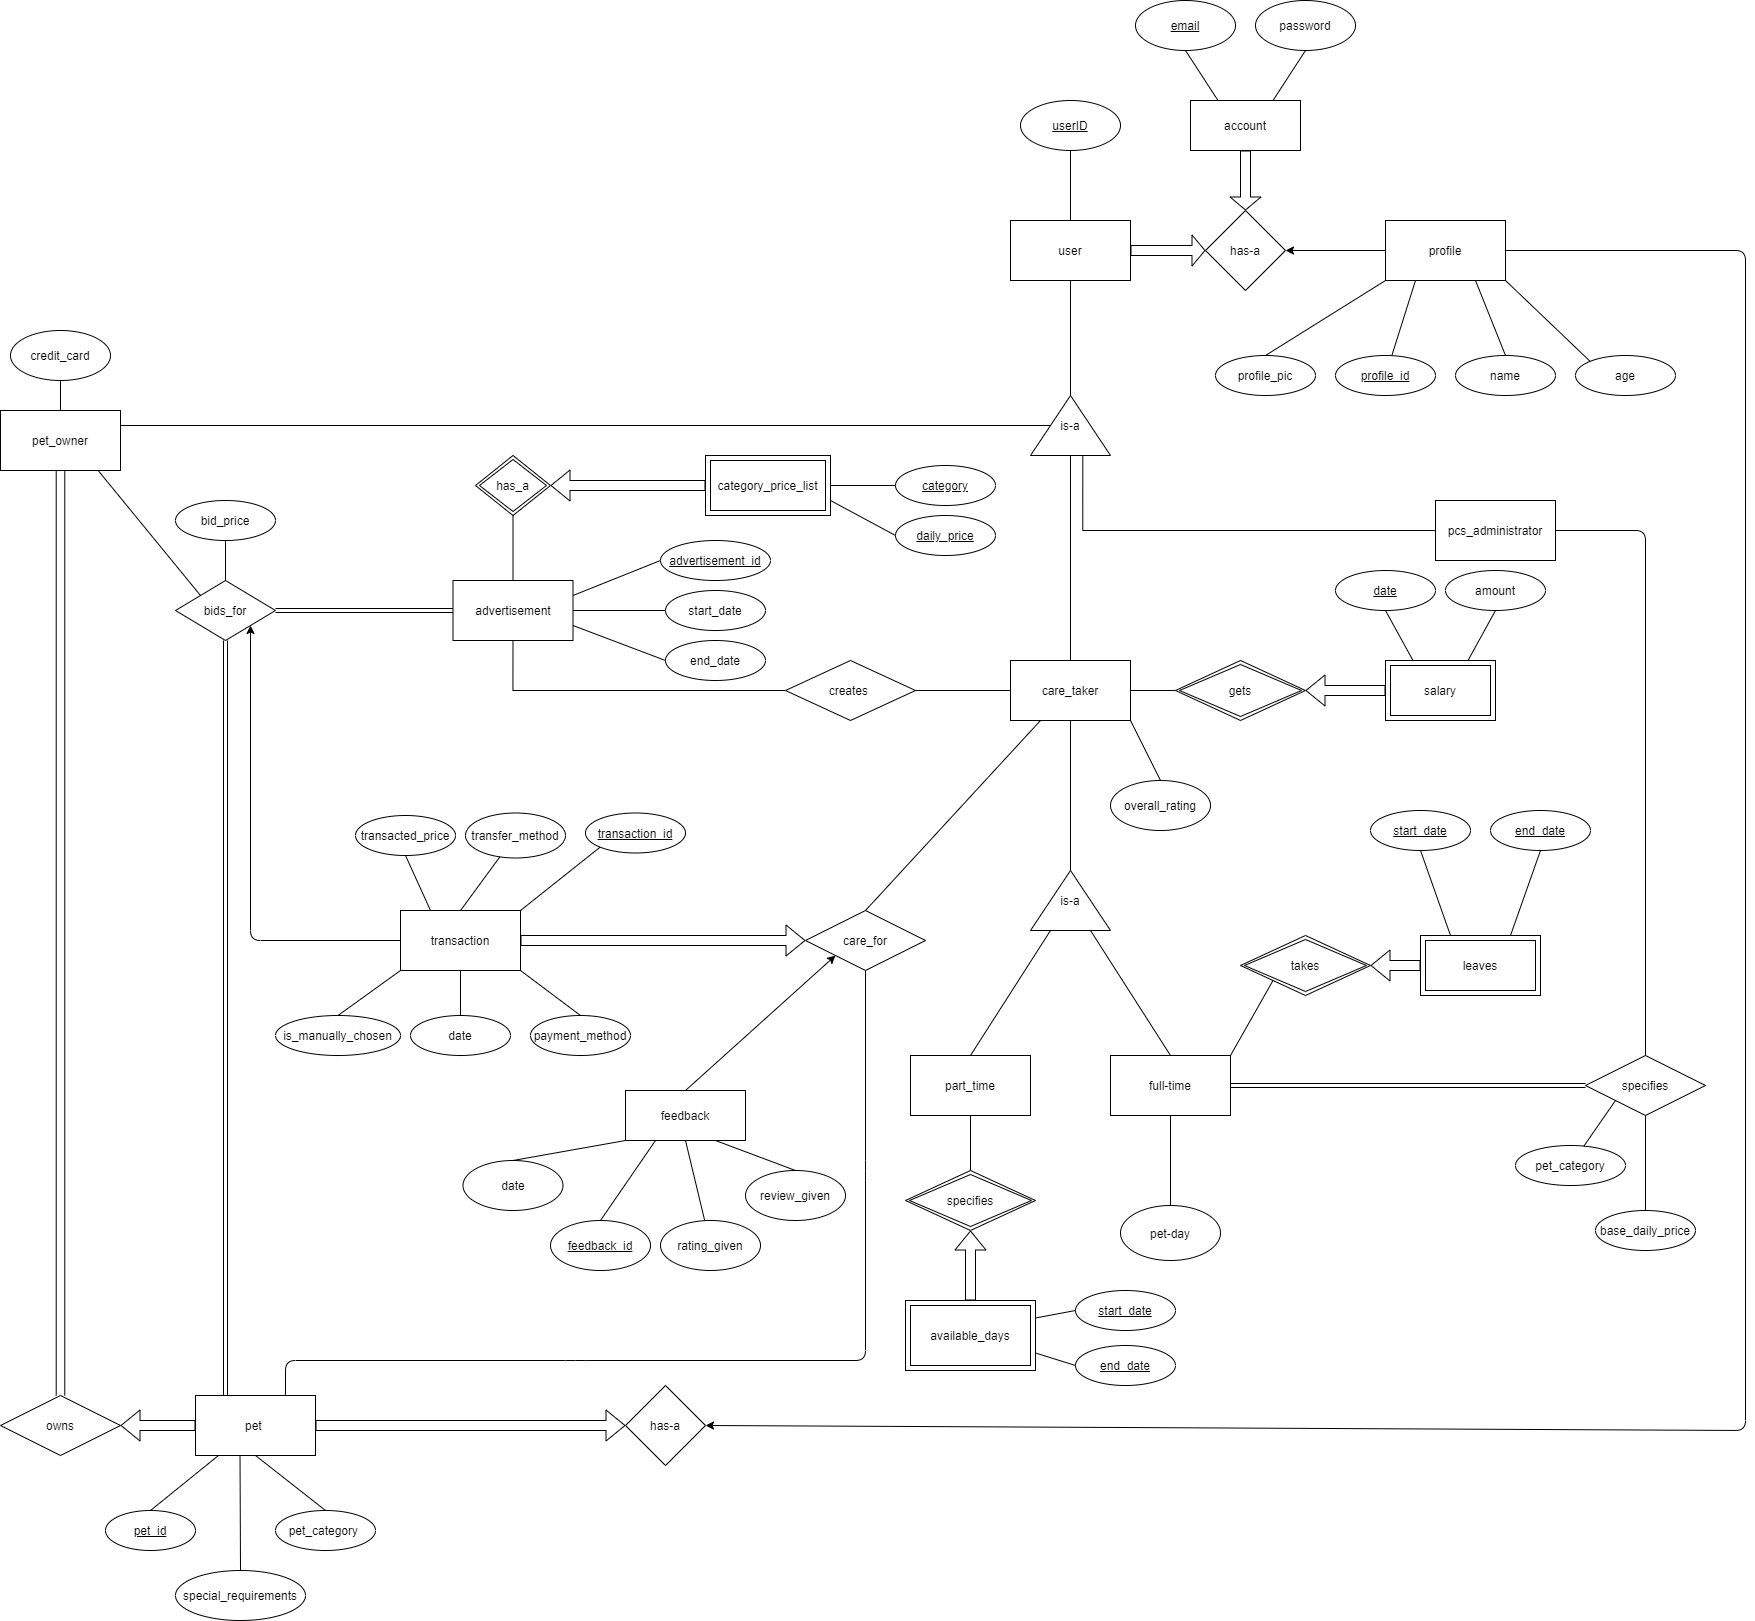 email
password
userID
account
user
has-a
profile
credit_card
profile_pic
profile_id
name
age
pet_owner
is-a
has_a
category_price_list
category
bid_price
pcs_administrator
daily_price
advertisement_id
date
amount
bids_for
advertisement
start_date
end_date
creates
care_taker
gets
salary
overall_rating
transacted_price
transfer_method
transaction_id
start_date
end_date
is-a
transaction
care_for
takes
leaves
is_manually_chosen
date
payment_method
part_time
full-time
specifies
feedback
pet_category
date
review_given
specifies
pet-day
base_daily_price
feedback_id
rating_given
start_date
available_days
end_date
owns
pet
has-a
pet_id
pet_category
special_requirements